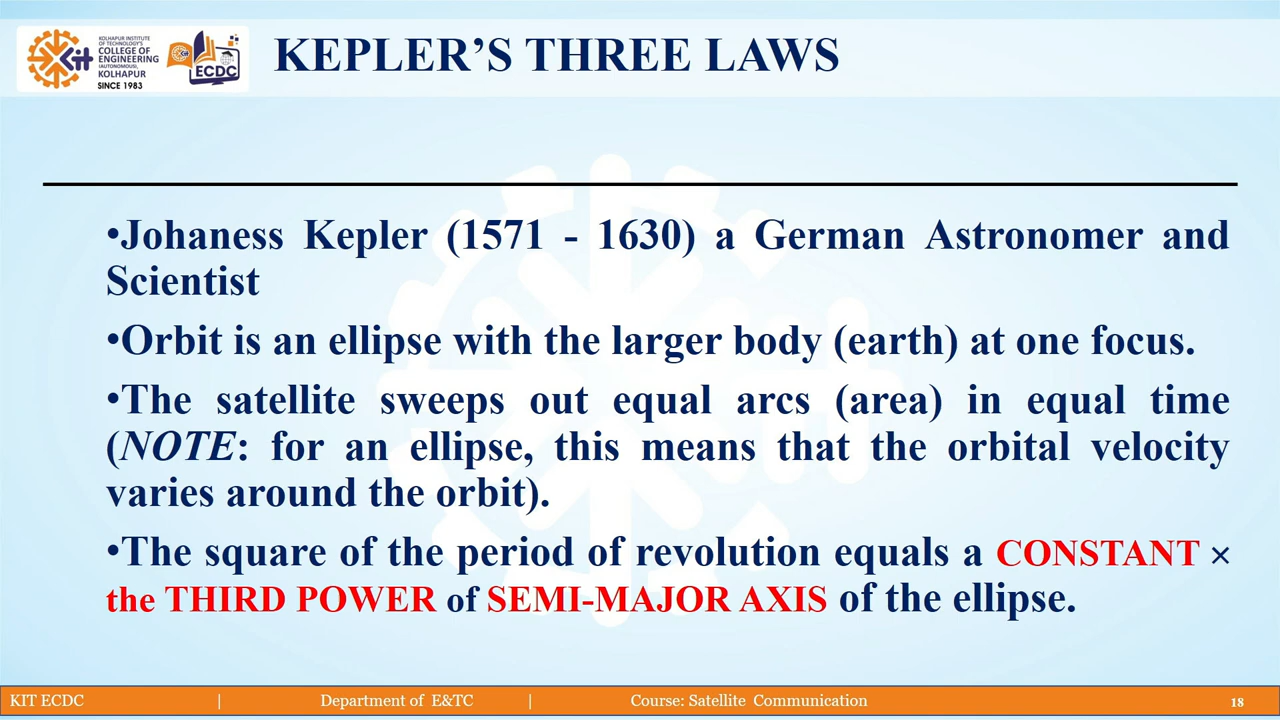 KOLHAPUR INSTITUTE
OF TECHNOLOGY'S
COLLEGE OF
ENGINEERING
(AUTONOMOUS),
KOLHAPUR
SINCE 1983
Kit
ECDC
KEPLER’S THREE LAWS
•Johaness Kepler (1571 - 1630) a German Astronomer and
Scientist
•Orbit is an ellipse with the larger body (earth) at one focus.
•The satellite sweeps out equal arcs (area) in equal time
(NOTE: for an ellipse, this means that the orbital velocity
varies around the orbit).
•The square of the period of revolution equals a CONSTANT ×
the THIRD POWER of SEMI-MAJOR AXIS of the ellipse.
KIT ECDC | Department of E&TC | Course: Satellite Communication 18